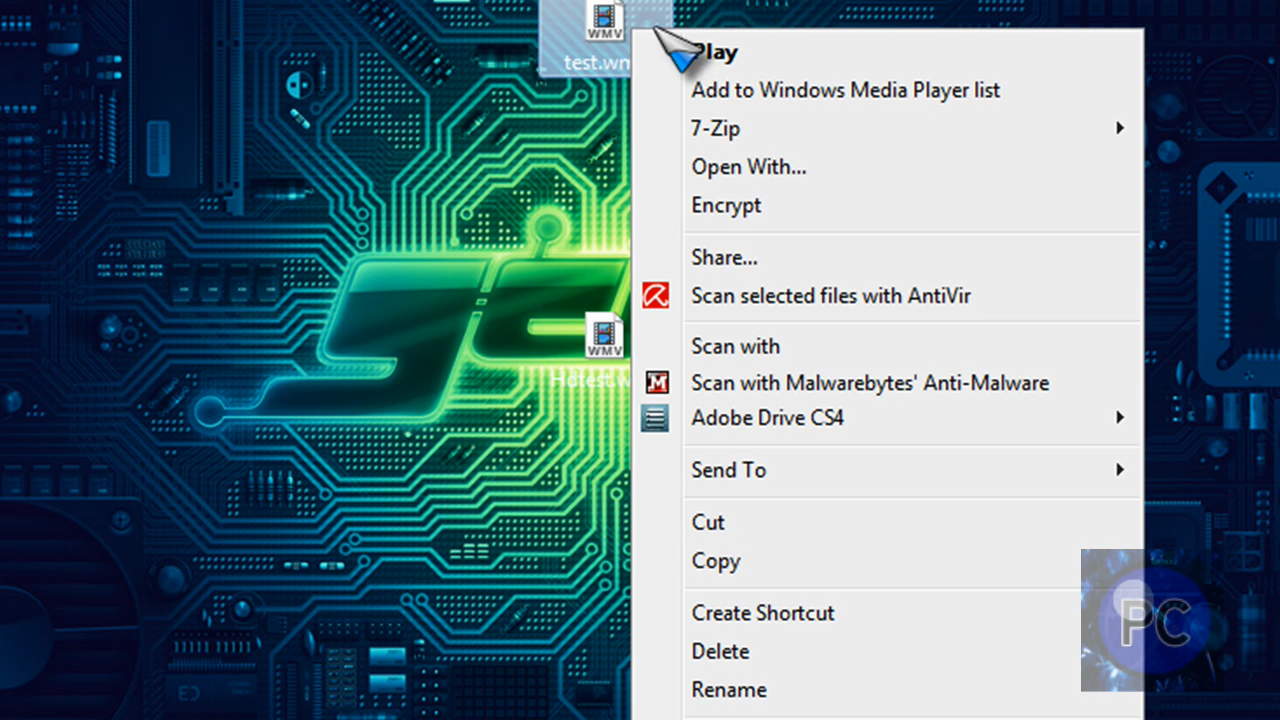 WMV
test.wm
Play
Add to Windows Media Player list
7-Zip
Open With...
Encrypt
Share...
Scan selected files with AntiVir
WMV
Hdtest.w
Scan with
M
Scan with Malwarebytes' Anti-Malware
Adobe Drive CS4
Send To
Cut
Copy
PC
Create Shortcut
Delete
Rename